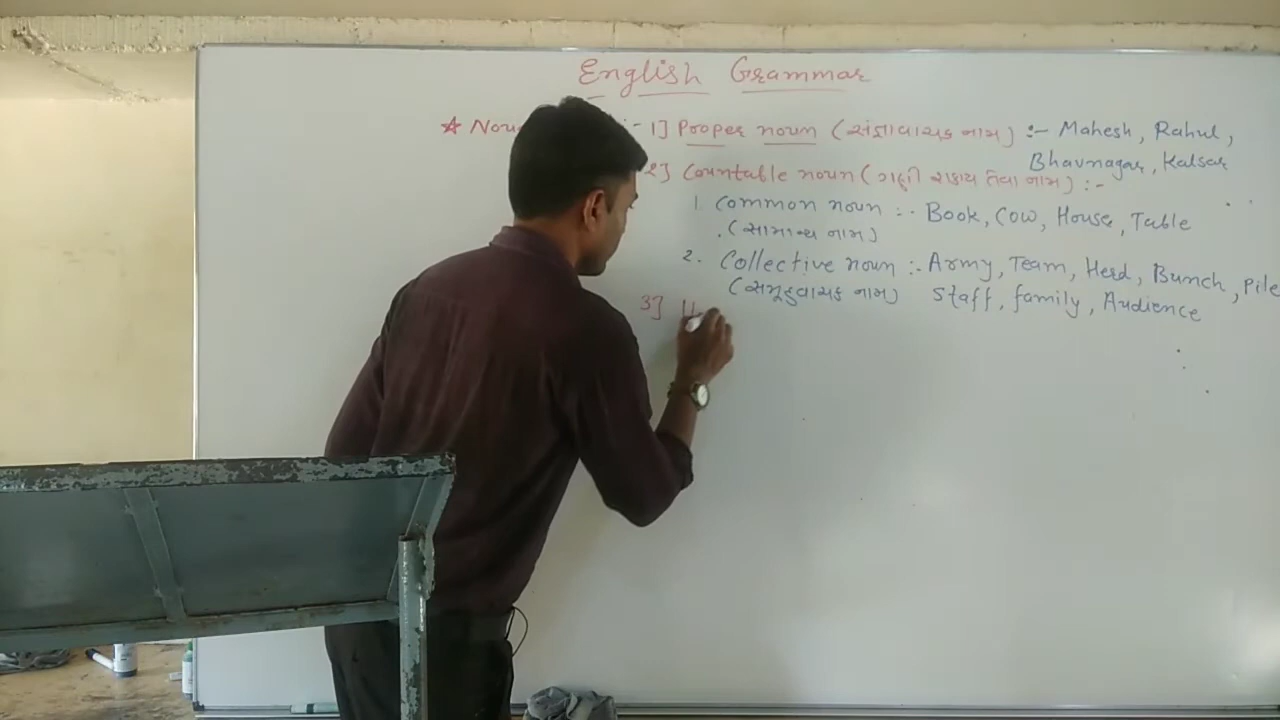 English Grammar
★ Nou :- 1] Proper noun (સંજ્ઞાવાચક નામ) :- Mahesh, Rahul,
Bhavnagar, Kalsar
2] Countable noun (ગણી શકાય તેવા નામ) :-
1. Common noun :- Book, Cow, House, Table
(સામાન્ય નામ)
2. Collective noun :- Army, Team, Herd, Bunch, Pile
(સમૂહવાચક નામ) Staff, family, Audience
3]